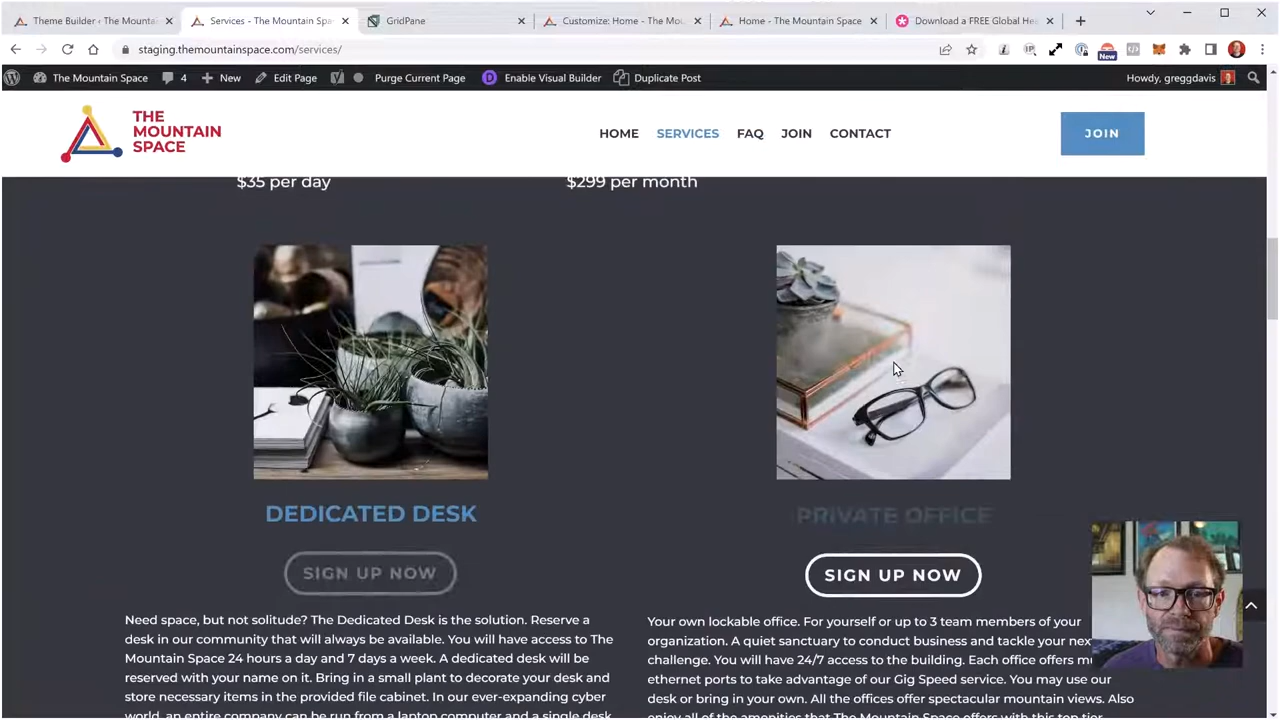 Theme Builder ‹ The Mounta
Services - The Mountain Spa
GridPane
Customize: Home - The Mou
Home - The Mountain Space
Download a FREE Global He
staging.themountainspace.com/services/
New
The Mountain Space
4
New
Edit Page
Purge Current Page
Enable Visual Builder
Duplicate Post
Howdy, greggdavis
THE
MOUNTAIN
SPACE
HOME
SERVICES
FAQ
JOIN
CONTACT
JOIN
$35 per day
$299 per month
DEDICATED DESK
PRIVATE OFFICE
SIGN UP NOW
SIGN UP NOW
Need space, but not solitude? The Dedicated Desk is the solution. Reserve a
desk in our community that will always be available. You will have access to The
Mountain Space 24 hours a day and 7 days a week. A dedicated desk will be
reserved with your name on it. Bring in a small plant to decorate your desk and
store necessary items in the provided file cabinet. In our ever-expanding cyber
world, an entire company can be run from a laptop computer and a single desk
Your own lockable office. For yourself or up to 3 team members of your
organization. A quiet sanctuary to conduct business and tackle your nex
challenge. You will have 24/7 access to the building. Each office offers mu
ethernet ports to take advantage of our Gig Speed service. You may use our
desk or bring in your own. All the offices offer spectacular mountain views. Also
enjoy all of the amenities that The Mountain Space offers with this top tier